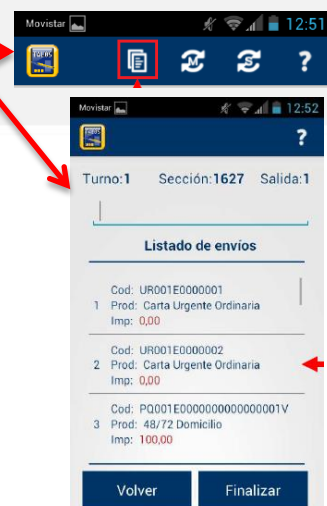 Movistar 12:51
M S ?
Movistar 12:52
?
Turno:1 Sección:1627 Salida:1
Listado de envíos
Cod: UR001E0000001
1 Prod: Carta Urgente Ordinaria
Imp: 0,00
Cod: UR001E0000002
2 Prod: Carta Urgente Ordinaria
Imp: 0,00
Cod: PQ001E0000000000000001V
3 Prod: 48/72 Domicilio
Imp: 100,00
Volver Finalizar